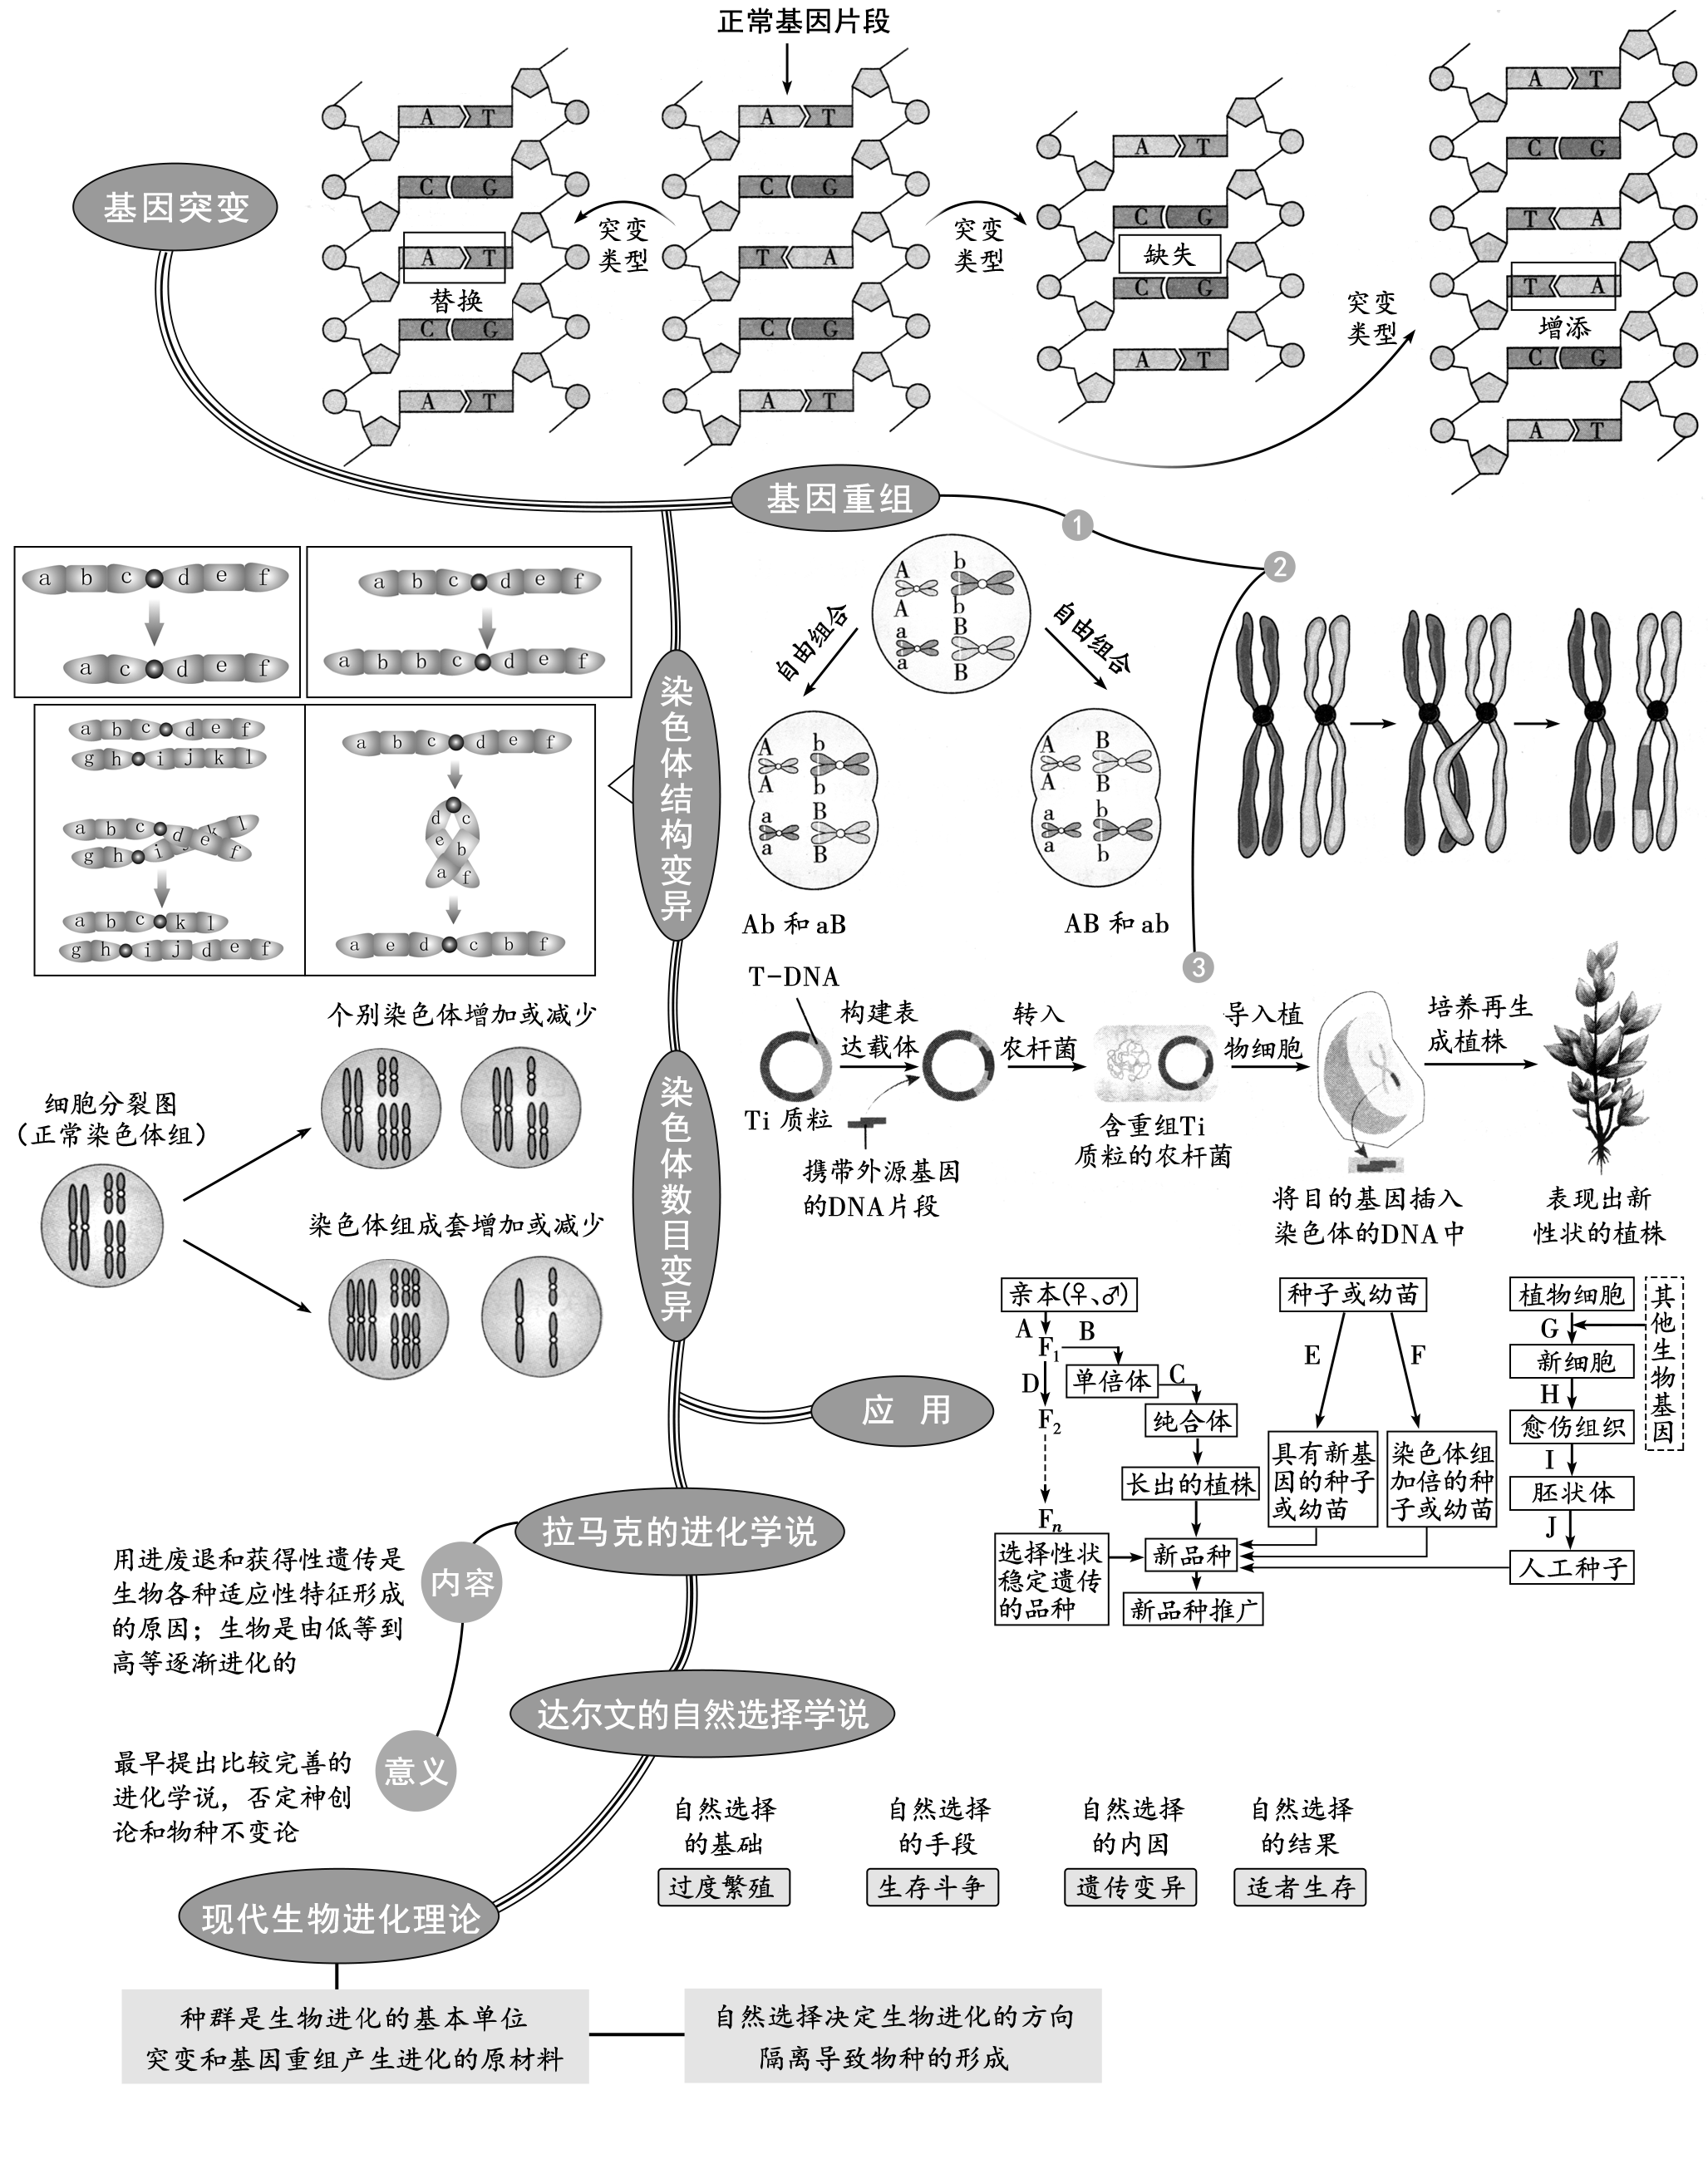 正常基因片段
A T
C G
A T
替换
C G
A T
突变
类型
A T
C G
T A
C G
A T
突变
类型
A T
C G
缺失
C G
A T
突变
类型
A T
C G
T A
T A
增添
C G
A T
基因突变
基因重组
1
2
3
a b c d e f
a c d e f
a b c d e f
a b b c d e f
a b c d e f
g h i j k l
a b c d e f
g h i j k l
a b c k l
g h i j d e f
a b c d e f
d c
e b
a f
a e d c b f
染色体结构变异
A b
A b
a B
a B
自由组合
自由组合
A b
A b
a B
a B
Ab 和 aB
A B
A B
a b
a b
AB 和 ab
T-DNA
Ti 质粒
构建表
达载体
携带外源基因
的DNA片段
转入
农杆菌
含重组Ti
质粒的农杆菌
导入植
物细胞
将目的基因插入
染色体的DNA中
培养再生
成植株
表现出新
性状的植株
个别染色体增加或减少
细胞分裂图
(正常染色体组)
染色体组成套增加或减少
染色体数目变异
应 用
亲本(♀、♂)
A
F1
B
单倍体
C
D
F2
纯合体
长出的植株
Fn
选择性状
稳定遗传
的品种
新品种
新品种推广
种子或幼苗
E
F
具有新基
因的种子
或幼苗
染色体组
加倍的种
子或幼苗
植物细胞
G
新细胞
H
愈伤组织
I
胚状体
J
人工种子
其他生物基因
拉马克的进化学说
内容
用进废退和获得性遗传是
生物各种适应性特征形成
的原因；生物是由低等到
高等逐渐进化的
意义
最早提出比较完善的
进化学说，否定神创
论和物种不变论
达尔文的自然选择学说
自然选择
的基础
过度繁殖
自然选择
的手段
生存斗争
自然选择
的内因
遗传变异
自然选择
的结果
适者生存
现代生物进化理论
种群是生物进化的基本单位
突变和基因重组产生进化的原材料
自然选择决定生物进化的方向
隔离导致物种的形成